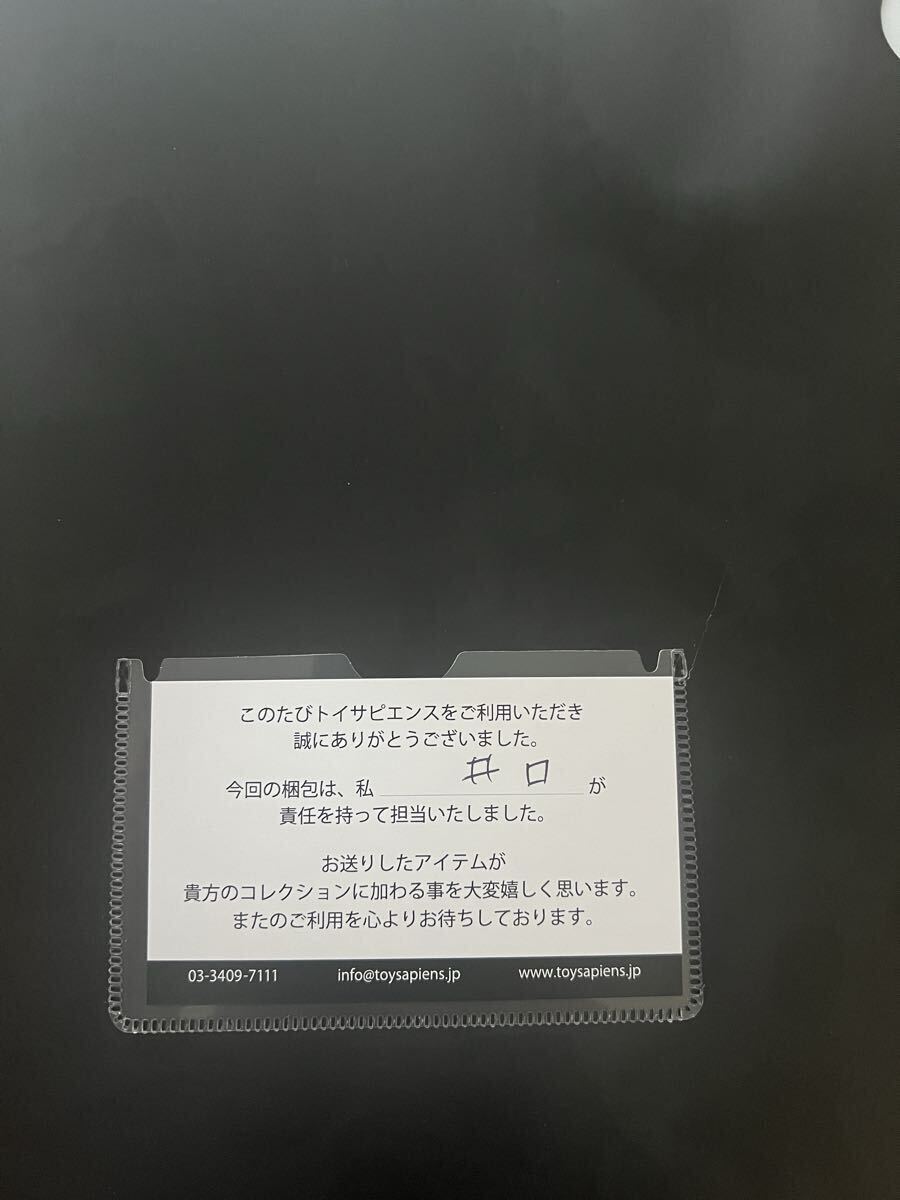 このたびトイサピエンスをご利用いただき
誠にありがとうございました。
今回の梱包は、私 井口 が
責任を持って担当いたしました。
お送りしたアイテムが
貴方のコレクションに加わる事を大変嬉しく思います。
またのご利用を心よりお待ちしております。
03-3409-7111 info@toysapiens.jp www.toysapiens.jp